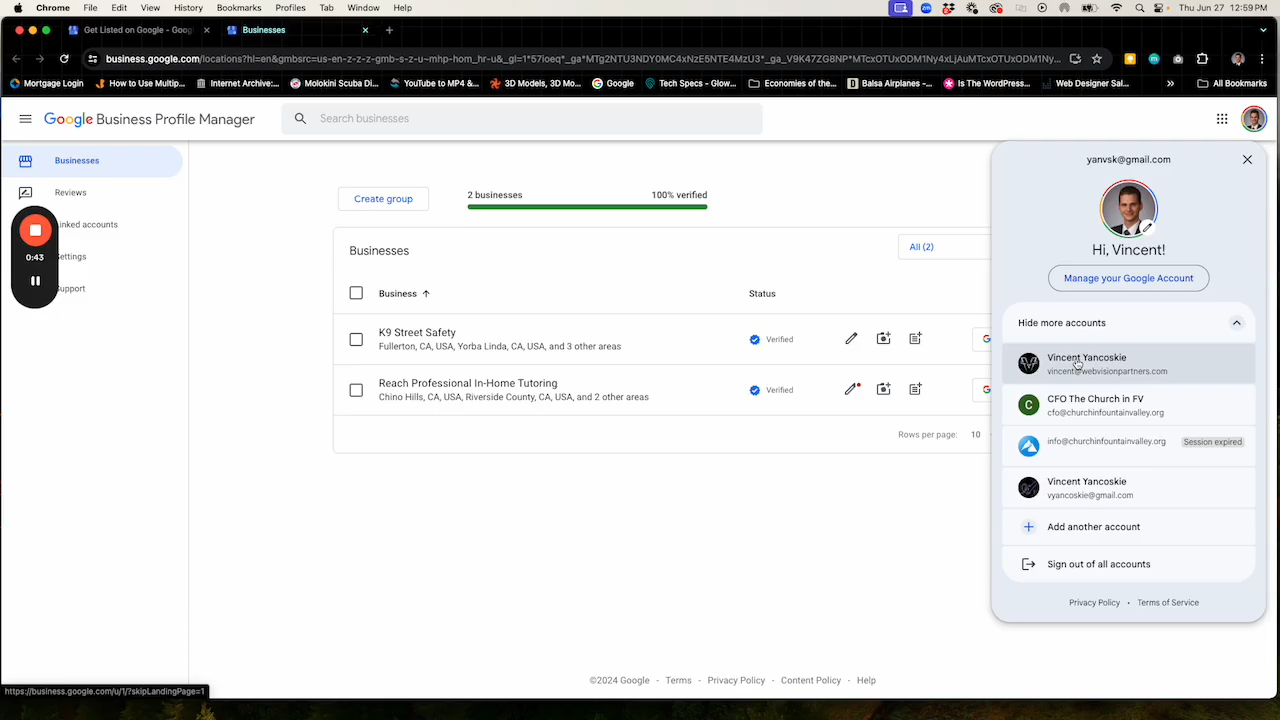 Chrome File Edit View History Bookmarks Profiles Tab Window Help Thu Jun 27 12:59 PM
Get Listed on Google - Goog
Businesses
business.google.com/locations?hl=en&gmbsrc=us-en-z-z-z-gmb-s-z-u~mhp-hom_hr-u&_gl=1*57ioeq*_ga*MTg2NTU3NDY0MC4xNzE5NTE4MzU3*_ga_V9K47ZG8NP*MTcxOTUxODM1Ny4xLjAuMTcxOTUxODM1Ny4xN...
Mortgage Login
How to Use Multip...
Internet Archive:...
Molokini Scuba Di...
YouTube to MP4 &...
3D Models, 3D Mo...
Google
Tech Specs – Glow...
Economies of the...
Balsa Airplanes -...
Is The WordPress...
Web Designer Sal...
»
All Bookmarks
Google Business Profile Manager
Search businesses
Businesses
Reviews
Linked accounts
Settings
Support
0:43
Create group
2 businesses 100% verified
Businesses
All (2)
Business Status
K9 Street Safety
Fullerton, CA, USA, Yorba Linda, CA, USA, and 3 other areas
Verified
Reach Professional In-Home Tutoring
Chino Hills, CA, USA, Riverside County, CA, USA, and 2 other areas
Verified
Rows per page: 10
yanvsk@gmail.com
Hi, Vincent!
Manage your Google Account
Hide more accounts
Vincent Yancoskie
vincent@webvisionpartners.com
C
CFO The Church in FV
cfo@churchinfountainvalley.org
info@churchinfountainvalley.org Session expired
Vincent Yancoskie
vyancoskie@gmail.com
Add another account
Sign out of all accounts
Privacy Policy • Terms of Service
©2024 Google - Terms - Privacy Policy - Content Policy - Help
https://business.google.com/u/1/?skipLandingPage=1